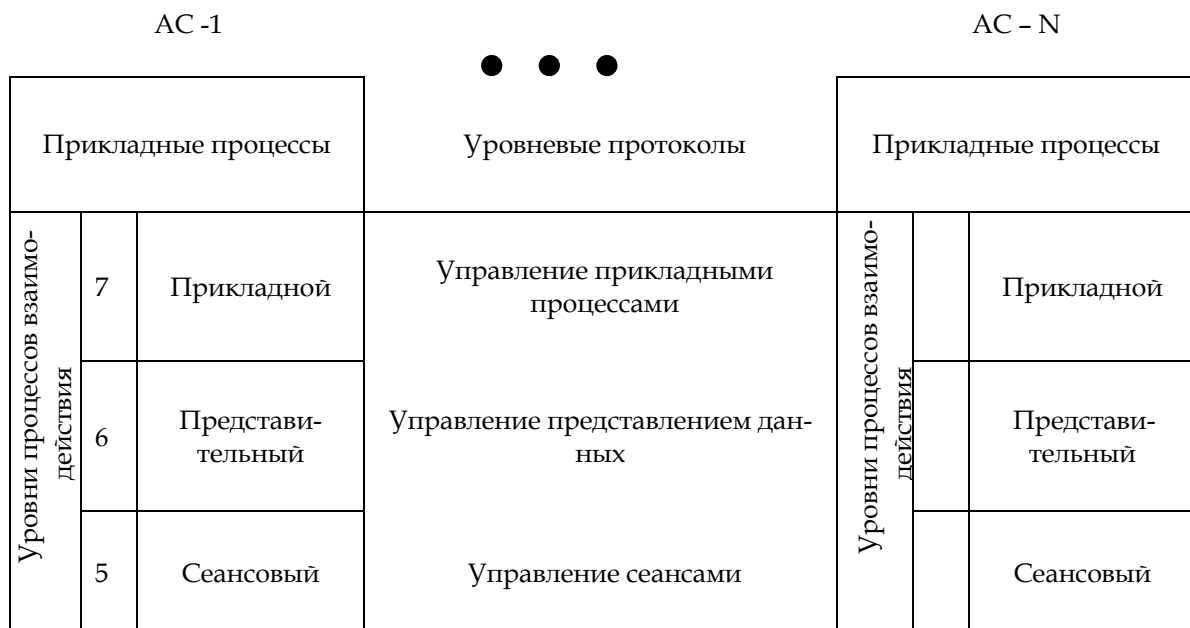 АС -1
АС – N
Прикладные процессы
Уровневые протоколы
Прикладные процессы
Уровни процессов взаимо-
действия
7
Прикладной
Управление прикладными
процессами
Уровни процессов взаимо-
действия
Прикладной
6
Представи-
тельный
Управление представлением дан-
ных
Представи-
тельный
5
Сеансовый
Управление сеансами
Сеансовый